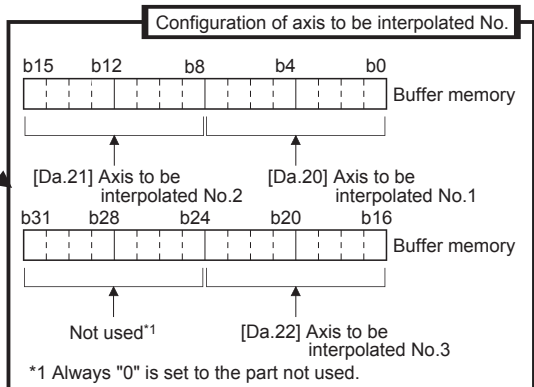 Configuration of axis to be interpolated No.
b15 b12 b8 b4 b0
Buffer memory
[Da.21] Axis to be interpolated No.2
[Da.20] Axis to be interpolated No.1
b31 b28 b24 b20 b16
Buffer memory
Not used*1
[Da.22] Axis to be interpolated No.3
*1 Always "0" is set to the part not used.